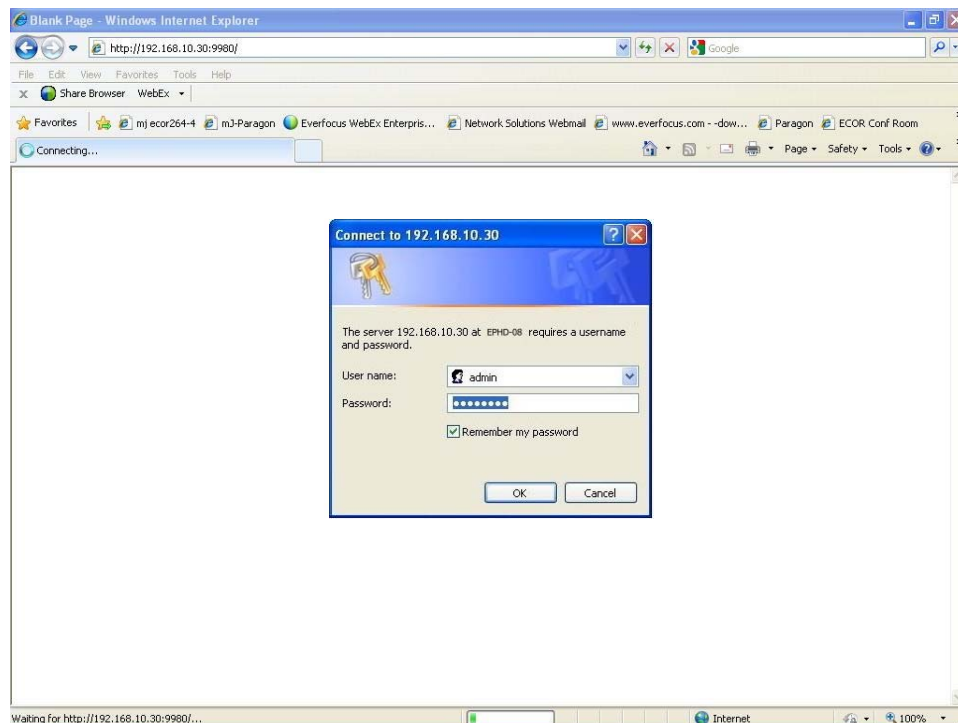 Blank Page - Windows Internet Explorer
http://192.168.10.30:9980/
Google
File Edit View Favorites Tools Help
x Share Browser WebEx
Favorites mj ecor264-4 mJ-Paragon Everfocus WebEx Enterpris... Network Solutions Webmail www.everfocus.com - -dow... Paragon ECOR Conf Room
Connecting...
Page Safety Tools
Connect to 192.168.10.30
The server 192.168.10.30 at EPHD-08 requires a username
and password.
User name:
admin
Password:
Remember my password
OK Cancel
Waiting for http://192.168.10.30:9980/...
Internet
100%